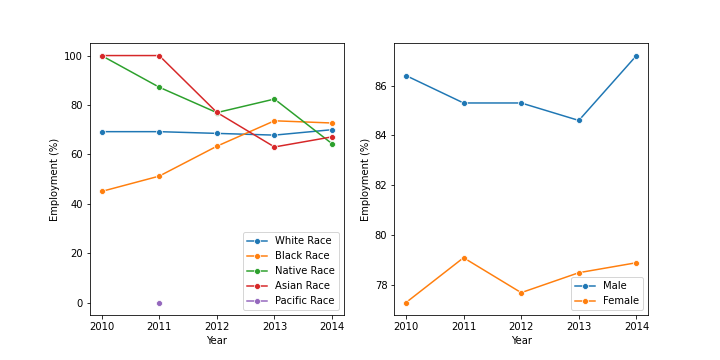 100
80
60
40
20
0
Employment (%)
2010 2011 2012 2013 2014
Year
White Race
Black Race
Native Race
Asian Race
Pacific Race
86
84
82
80
78
Employment (%)
2010 2011 2012 2013 2014
Year
Male
Female